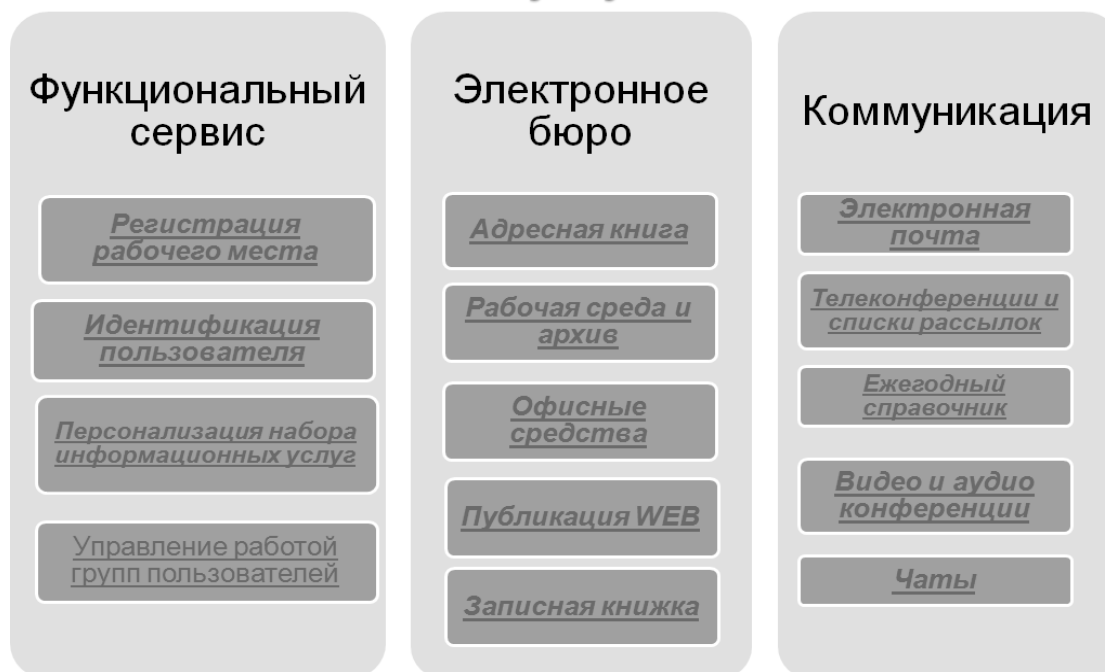 Функциональный
сервис
Регистрация
рабочего места
Идентификация
пользователя
Персонализация набора
информационных услуг
Управление работой
групп пользователей
Электронное
бюро
Адресная книга
Рабочая среда и
архив
Офисные
средства
Публикация WEB
Записная книжка
Коммуникация
Электронная
почта
Телеконференции и
списки рассылок
Ежегодный
справочник
Видео и аудио
конференции
Чаты